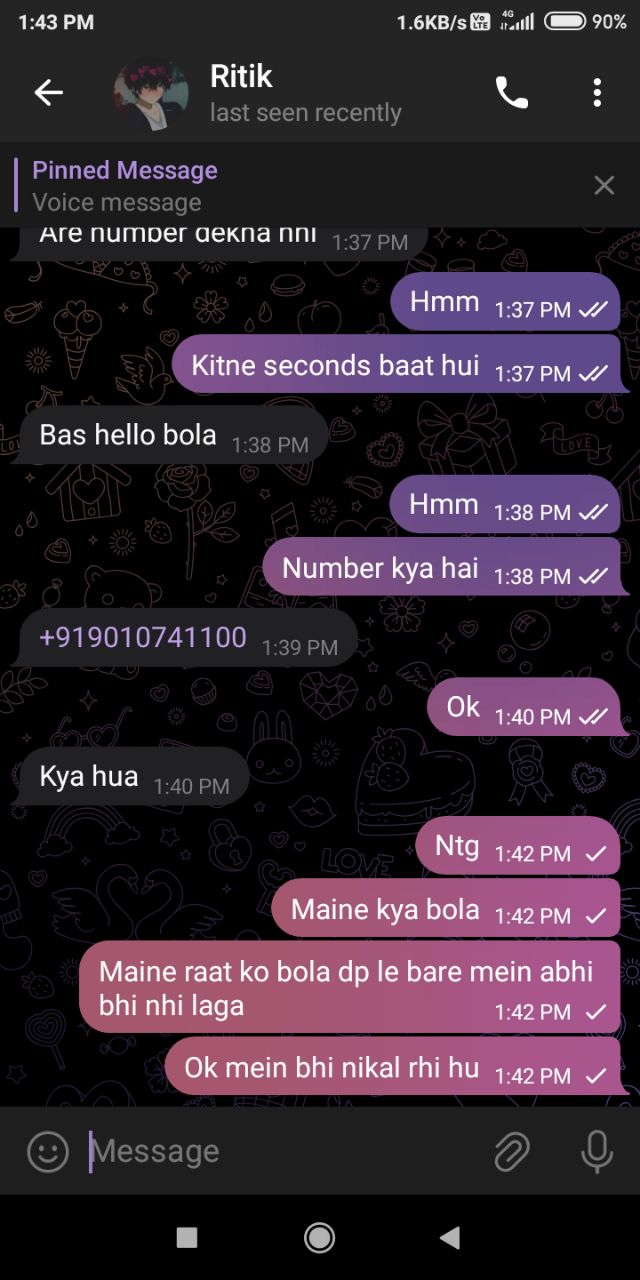 1:43 PM 1.6KB/s Vo LTE 4G 90%
Ritik
last seen recently
Pinned Message
Voice message
Are number dekha nhi 1:37 PM
Hmm 1:37 PM
Kitne seconds baat hui 1:37 PM
Bas hello bola 1:38 PM
Hmm 1:38 PM
Number kya hai 1:38 PM
+919010741100 1:39 PM
Ok 1:40 PM
Kya hua 1:40 PM
Ntg 1:42 PM
Maine kya bola 1:42 PM
Maine raat ko bola dp le bare mein abhi
bhi nhi laga 1:42 PM
Ok mein bhi nikal rhi hu 1:42 PM
Message